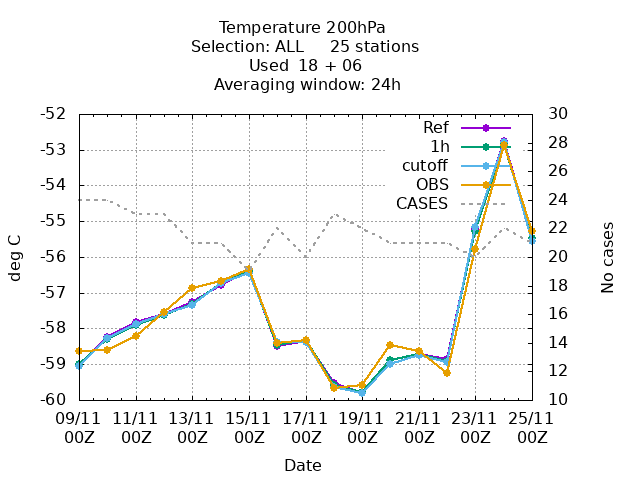 Temperature 200hPa
Selection: ALL 25 stations
Used 18 + 06
Averaging window: 24h
-52
-53
-54
-55
-56
-57
-58
-59
-60
30
28
26
24
22
20
18
16
14
12
10
deg C
No cases
Ref
1h
cutoff
OBS
CASES
09/11 11/11 13/11 15/11 17/11 19/11 21/11 23/11 25/11
00Z 00Z 00Z 00Z 00Z 00Z 00Z 00Z 00Z
Date